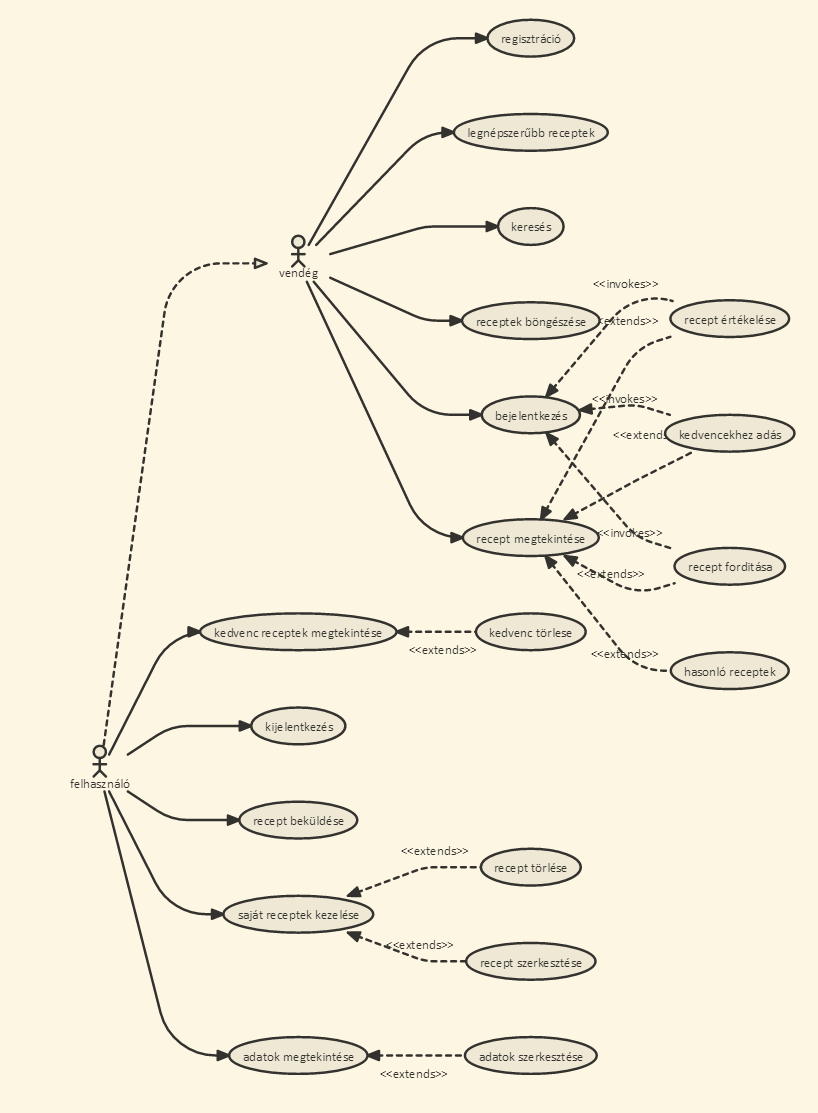 regisztráció
legnépszerűbb receptek
keresés
vendég
<<invokes>>
receptek böngészése
<<extends>>
recept értékelése
<<invokes>>
bejelentkezés
<<extends
kedvencekhez adás
<<invokes>>
recept megtekintése
recept forditása
<<extends>>
kedvenc receptek megtekintése
<<extends>>
kedvenc törlese
<<extends>>
hasonló receptek
kijelentkezés
felhasználó
recept beküldése
<<extends>>
recept törlése
saját receptek kezelése
<<extends>>
recept szerkesztése
adatok megtekintése
<<extends>>
adatok szerkesztése